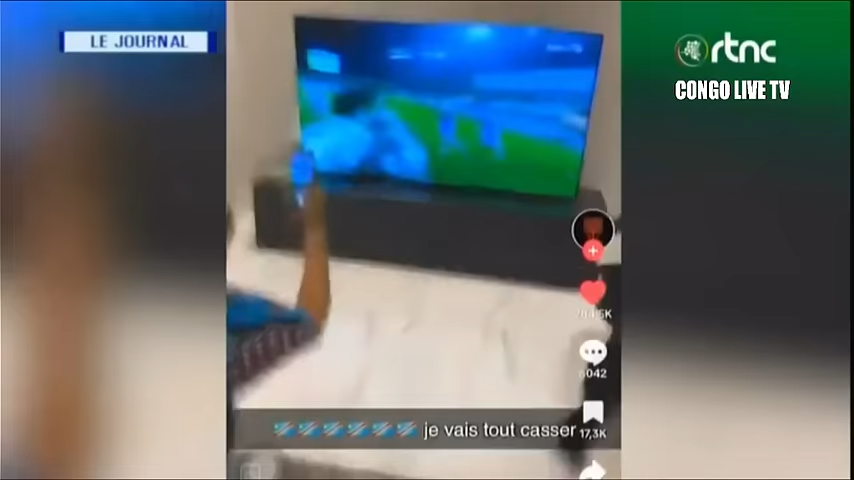 LE JOURNAL
rtnc
CONGO LIVE TV
je vais tout casser
17,3K